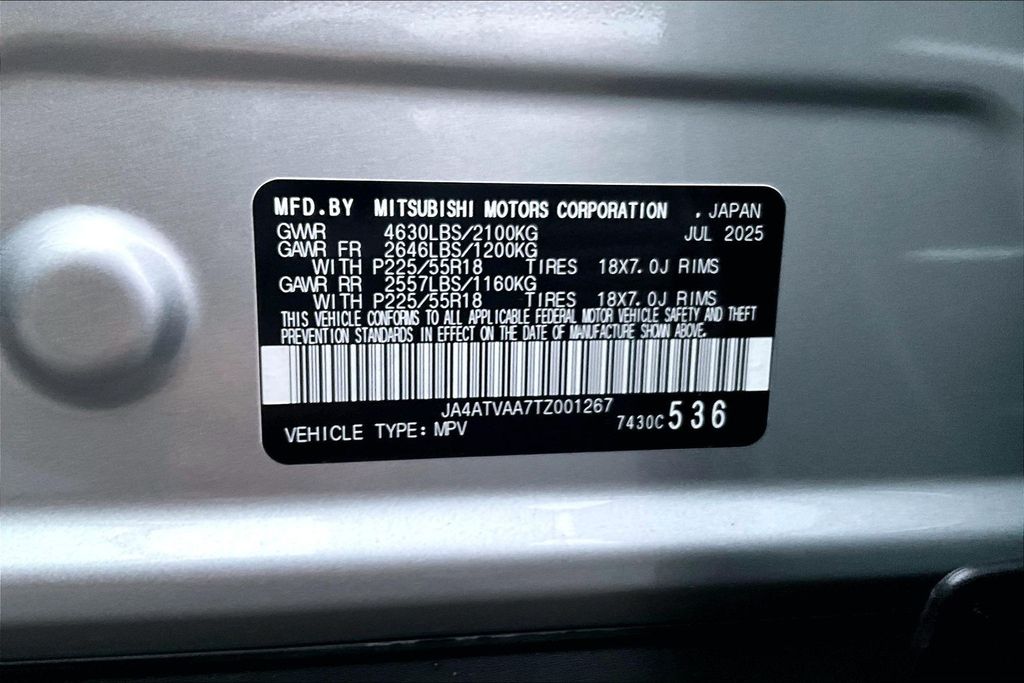 MFD.BY MITSUBISHI MOTORS CORPORATION . JAPAN
GVWR 4630LBS/2100KG JUL 2025
GAWR FR 2646LBS/1200KG
WITH P225/55R18 TIRES 18X7.0J RIMS
GAWR RR 2557LBS/1160KG
WITH P225/55R18 TIRES 18X7.0J RIMS
THIS VEHICLE CONFORMS TO ALL APPLICABLE FEDERAL MOTOR VEHICLE SAFETY AND THEFT
PREVENTION STANDARDS IN EFFECT ON THE DATE OF MANUFACTURE SHOWN ABOVE.
JA4ATVAA7TZ001267
VEHICLE TYPE: MPV 7430C 536